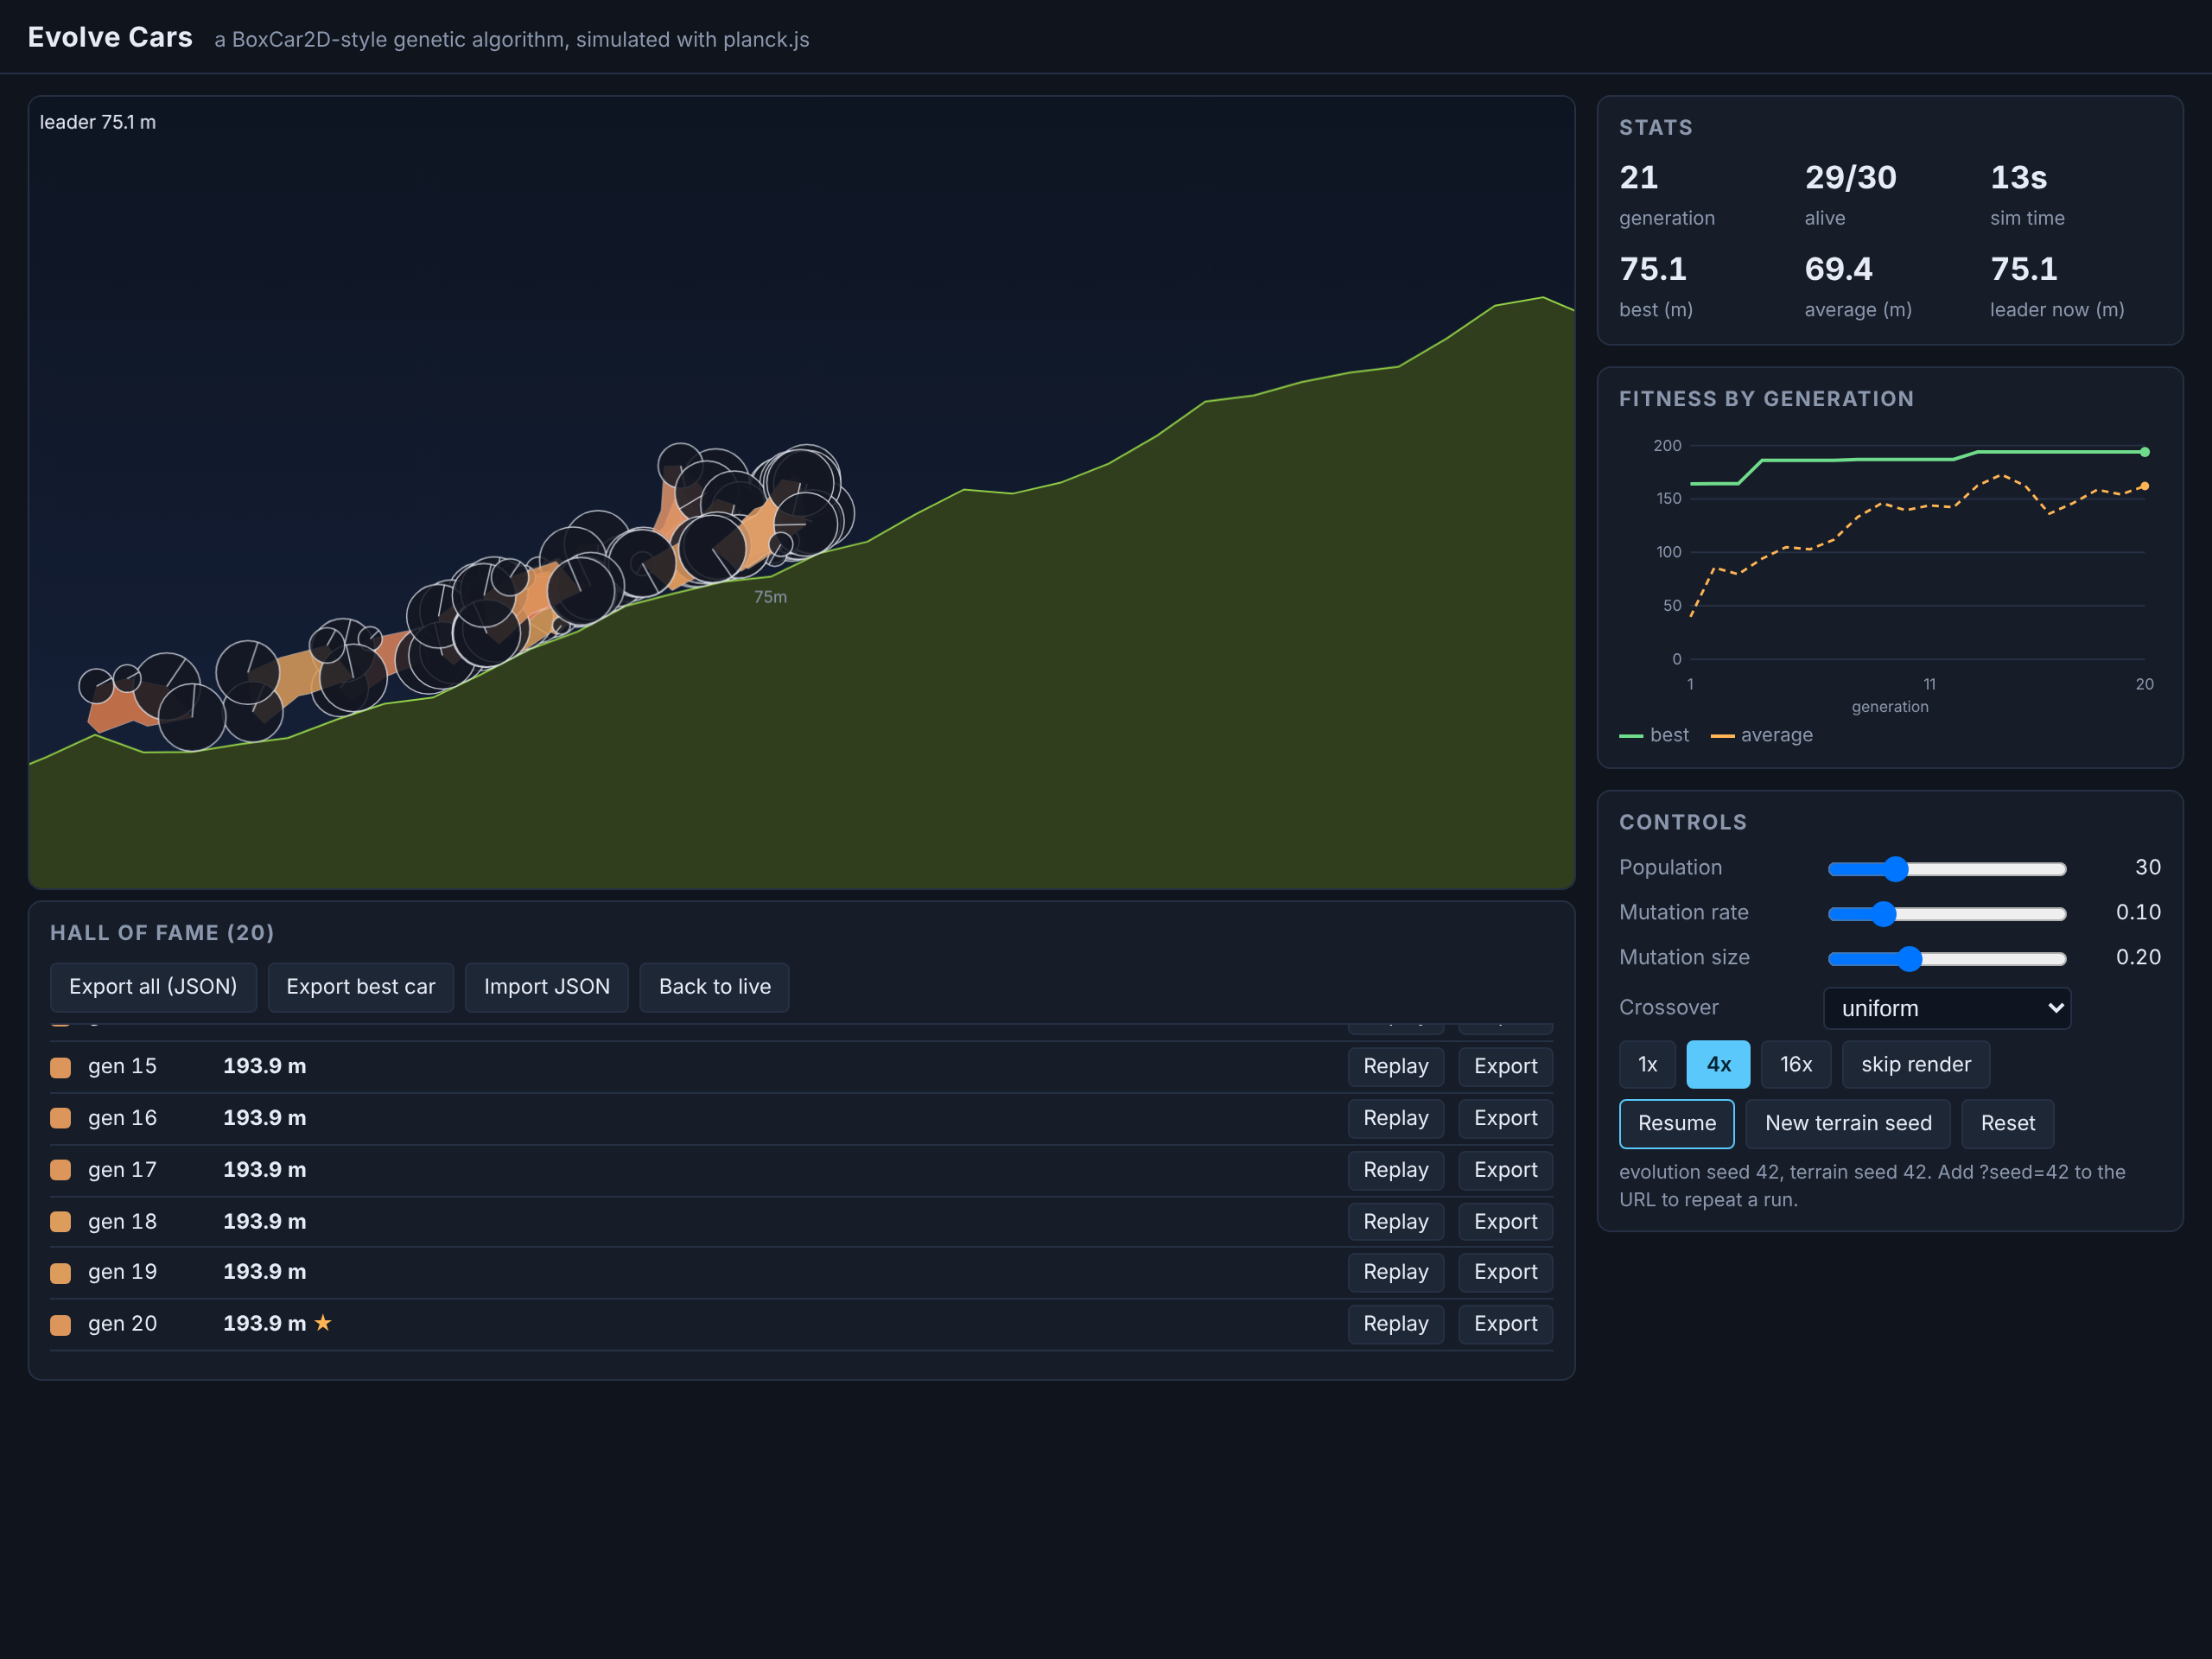 Evolve Cars a BoxCar2D-style genetic algorithm, simulated with planck.js
leader 75.1 m
75m
HALL OF FAME (20)
Export all (JSON) Export best car Import JSON Back to live
gen 15 193.9 m Replay Export
gen 16 193.9 m Replay Export
gen 17 193.9 m Replay Export
gen 18 193.9 m Replay Export
gen 19 193.9 m Replay Export
gen 20 193.9 m ★ Replay Export
STATS
21 29/30 13s
generation alive sim time
75.1 69.4 75.1
best (m) average (m) leader now (m)
FITNESS BY GENERATION
200
150
100
50
0
1 11 20
generation
best average
CONTROLS
Population 30
Mutation rate 0.10
Mutation size 0.20
Crossover uniform
1x 4x 16x skip render
Resume New terrain seed Reset
evolution seed 42, terrain seed 42. Add ?seed=42 to the
URL to repeat a run.